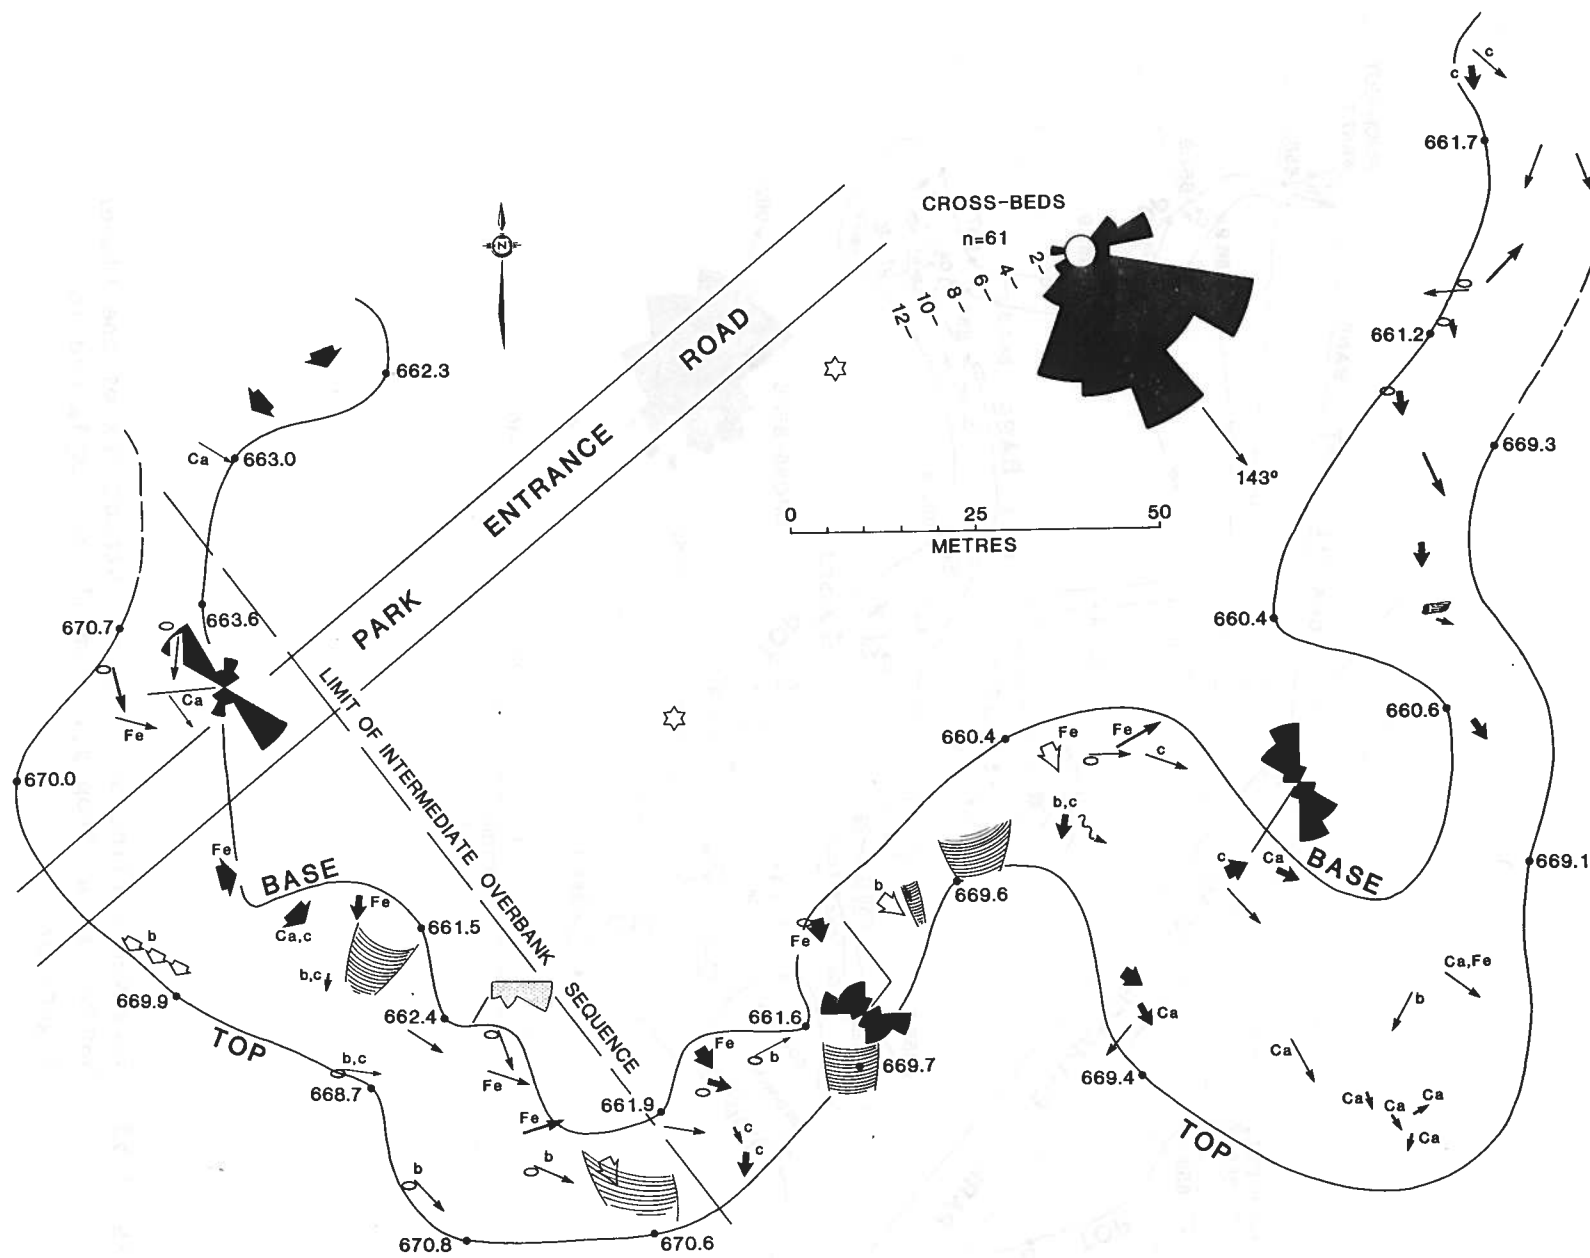 c
c
661.7
CROSS-BEDS
n=61
2
4
6
8
10
12
N
661.2
662.3
ROAD
ENTRANCE
PARK
Ca
663.0
669.3
143º
0 25 50
METRES
663.6
670.7
660.4
LIMIT OF INTERMEDIATE OVERBANK SEQUENCE
Ca
Fe
660.6
660.4
Fe
Fe
c
670.0
b,c
Fe
BASE
c
Ca
BASE
669.1
b
669.6
Fe
Ca,c
661.5
Fe
b
b,c
Ca,Fe
669.9
662.4
661.6
Ca
b
TOP
b,c
668.7
Fe
Fe
b
669.7
Ca
669.4
Fe
661.9
c
c
Ca
Ca
Ca
Ca
TOP
b
b
670.8
670.6